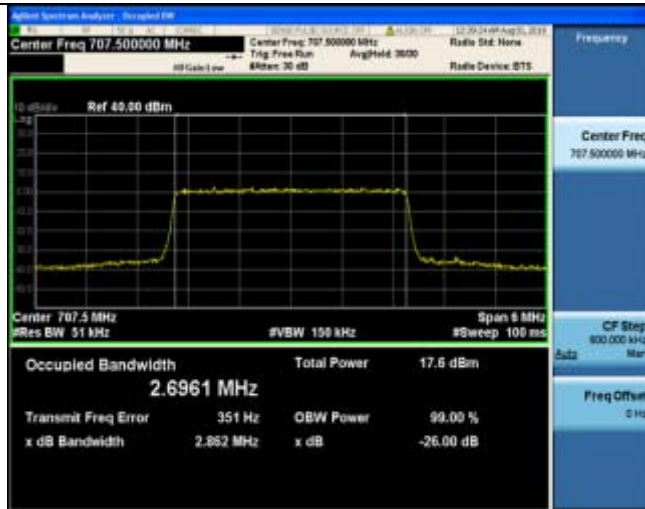 Agilent Spectrum Analyzer - Occupied BW
Center Freq 707.500000 MHz
Center Freq: 707.500000 MHz
Trig: Free Run
Avg|Hold: 30/30
#IFGain:Low
#Atten: 30 dB
Radio Std: None
Radio Device: BTS
Frequency
10 dB/div
Ref 40.00 dBm
Log
Center Freq
707.500000 MHz
Center 707.5 MHz
Span 6 MHz
#Res BW 51 kHz
#VBW 150 kHz
#Sweep 100 ms
CF Step
600.000 kHz
Auto
Man
Occupied Bandwidth
2.6961 MHz
Total Power
17.6 dBm
Freq Offset
0 Hz
Transmit Freq Error
351 Hz
OBW Power
99.00 %
x dB Bandwidth
2.862 MHz
x dB
-26.00 dB